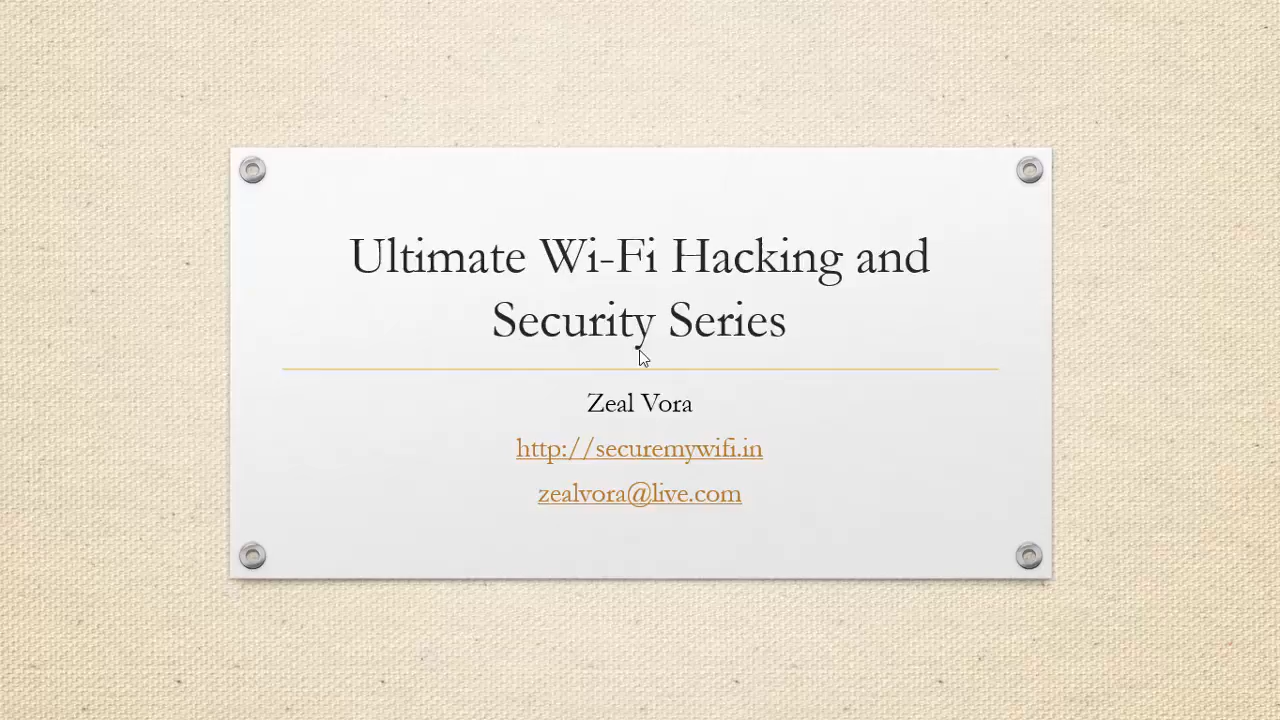 Ultimate Wi-Fi Hacking and
Security Series
Zeal Vora
http://securemywifi.in
zealvora@live.com